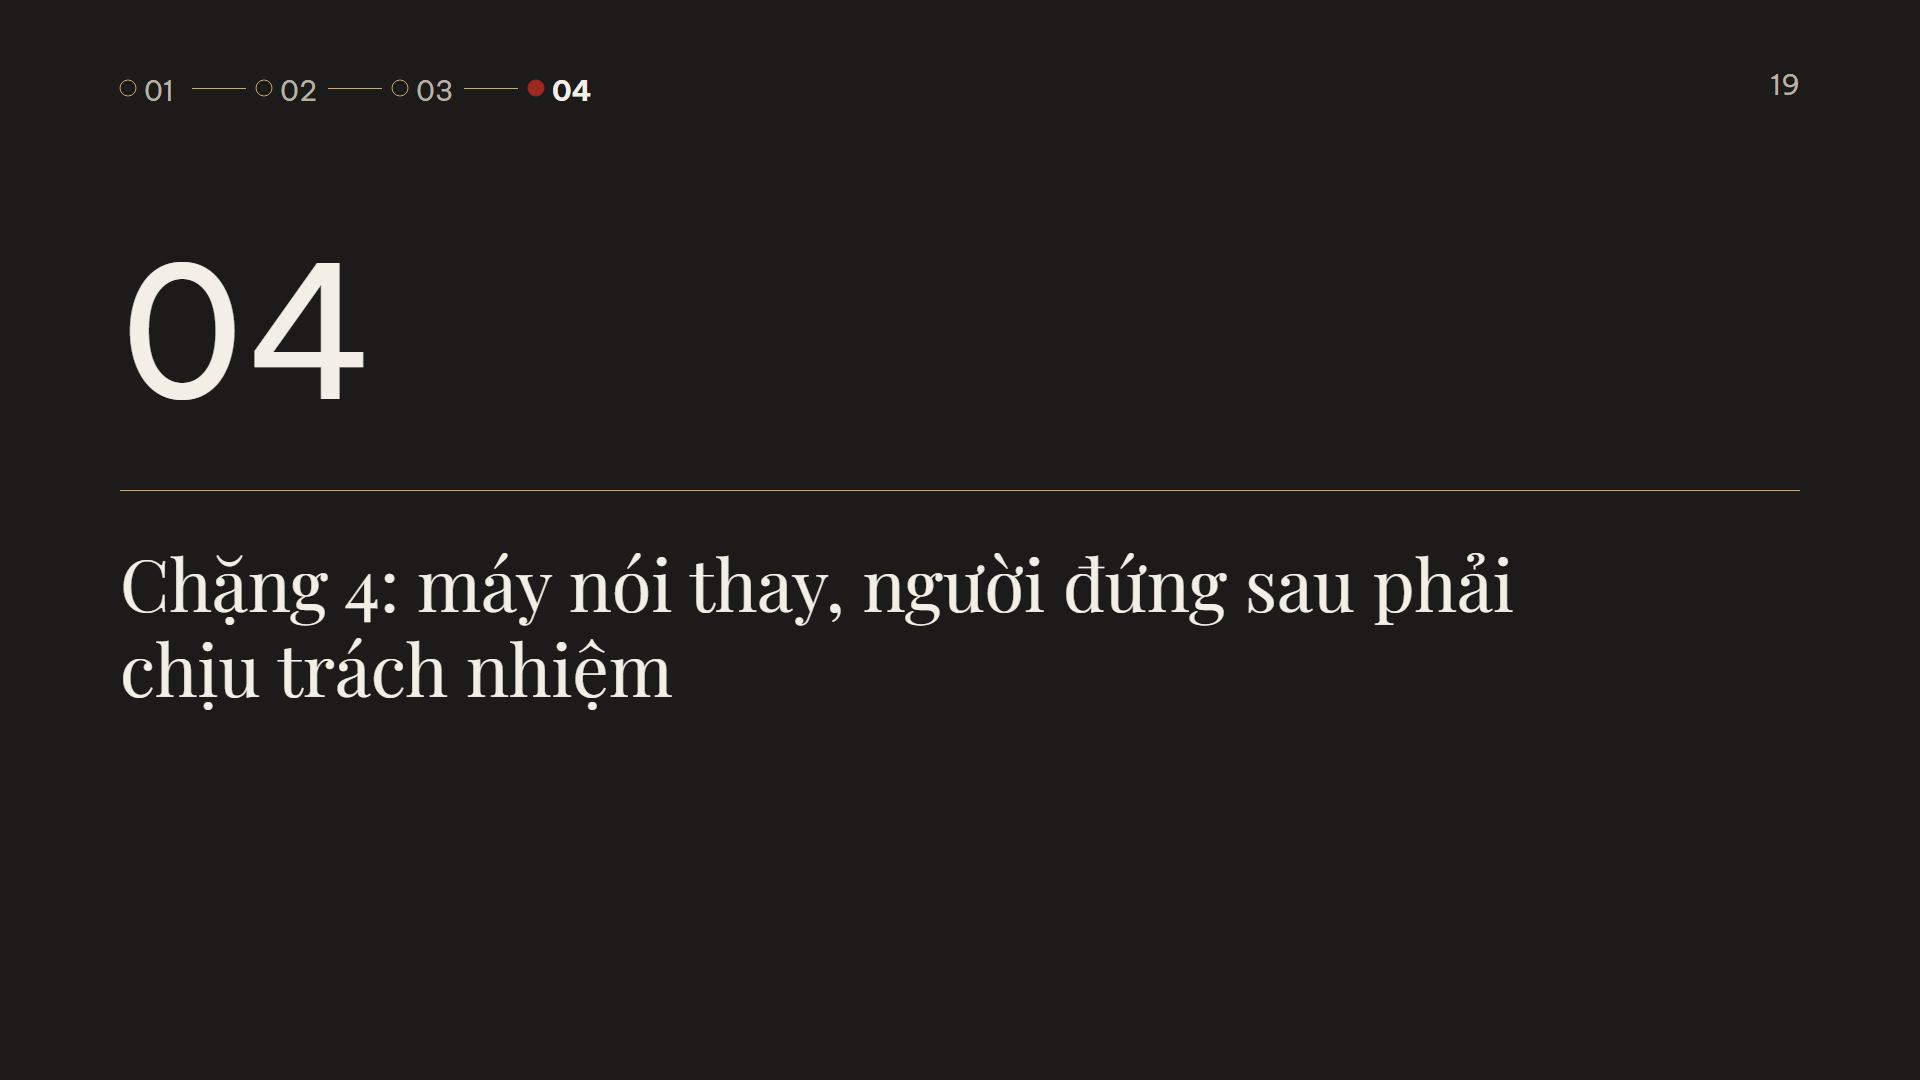 01 02 03 04
19
04
Chặng 4: máy nói thay, người đứng sau phải
chịu trách nhiệm